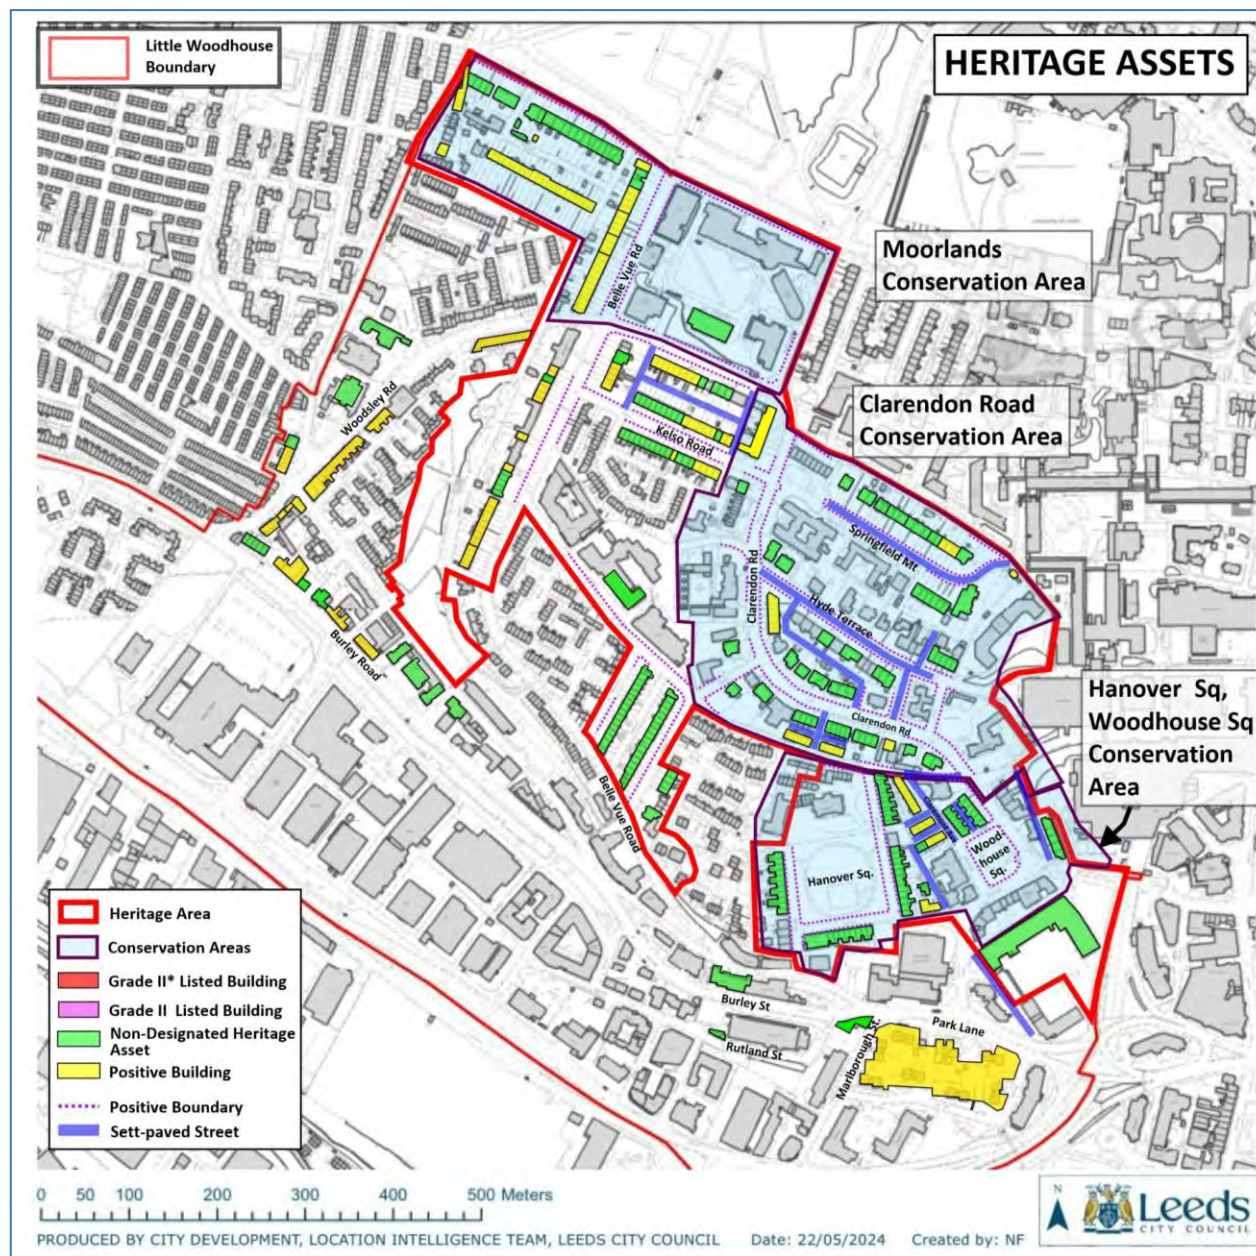 Little Woodhouse
Boundary
HERITAGE ASSETS
Moorlands
Conservation Area
Clarendon Road
Conservation Area
Hanover Sq,
Woodhouse Sq
Conservation
Area
Belle Vue Rd
Woodsley Rd
Kelso Road
Springfield Mt
Clarendon Rd
Hyde Terrace
Burley Road
Clarendon Rd
Belle Vue Road
Hanover Sq.
Wood-
house
Sq.
Burley St
Rutland St
Marlborough St.
Park Lane
Heritage Area
Conservation Areas
Grade II* Listed Building
Grade II Listed Building
Non-Designated Heritage
Asset
Positive Building
Positive Boundary
Sett-paved Street
0 50 100 200 300 400 500 Meters
PRODUCED BY CITY DEVELOPMENT, LOCATION INTELLIGENCE TEAM, LEEDS CITY COUNCIL Date: 22/05/2024 Created by: NF
N
Leeds
CITY COUNCIL